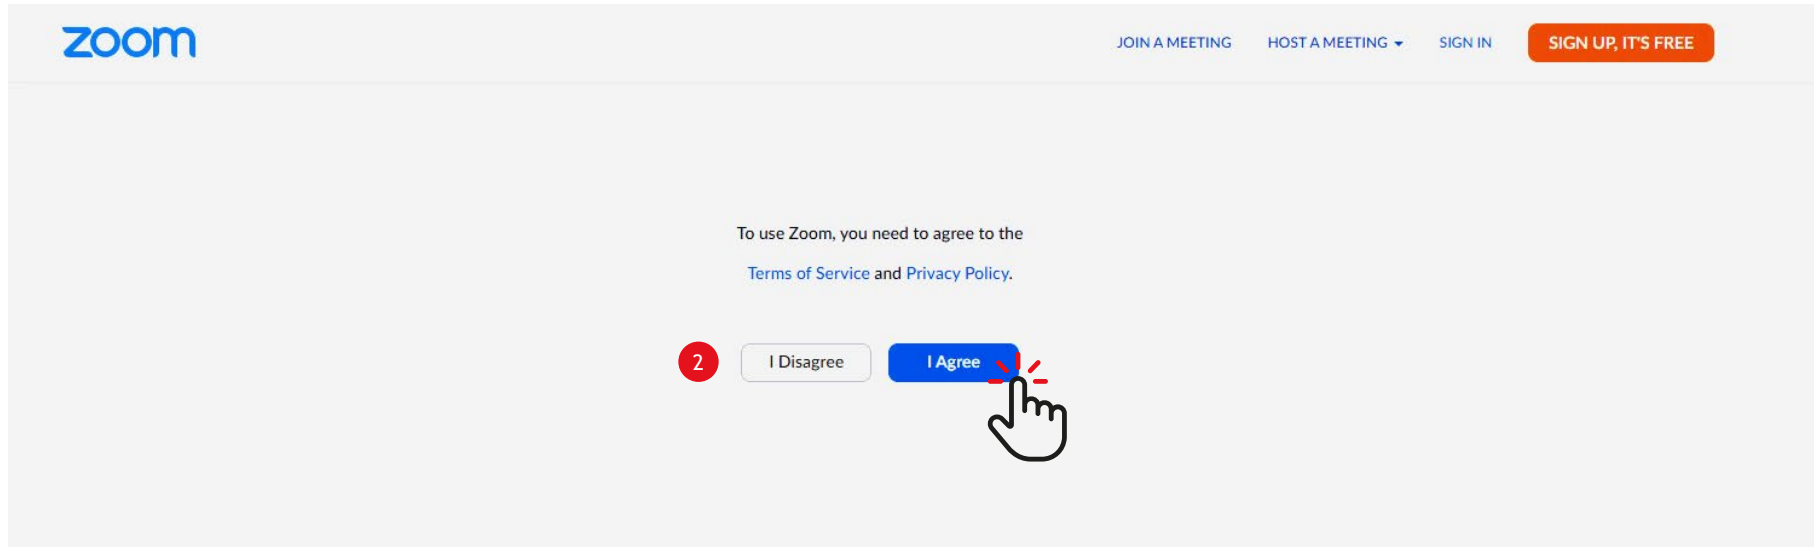 zoom
JOIN A MEETING HOST A MEETING SIGN IN SIGN UP, IT'S FREE
To use Zoom, you need to agree to the
Terms of Service and Privacy Policy.
2 I Disagree I Agree